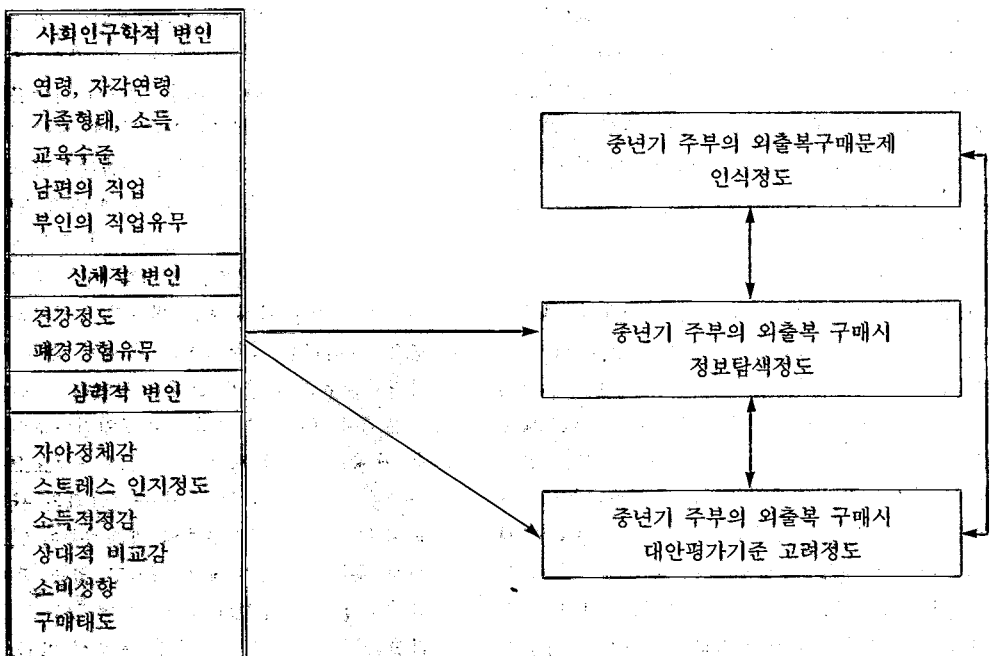 사회인구학적 변인
연령, 자각연령
가족형태, 소득
교육수준
남편의 직업
부인의 직업유무
신체적 변인
건강정도
폐경경험유무
심리적 변인
자아정체감
스트레스 인지정도
소득적정감
상대적 비교감
소비성향
구매태도
중년기 주부의 외출복구매문제
인식정도
중년기 주부의 외출복 구매시
정보탐색정도
중년기 주부의 외출복 구매시
대안평가기준 고려정도